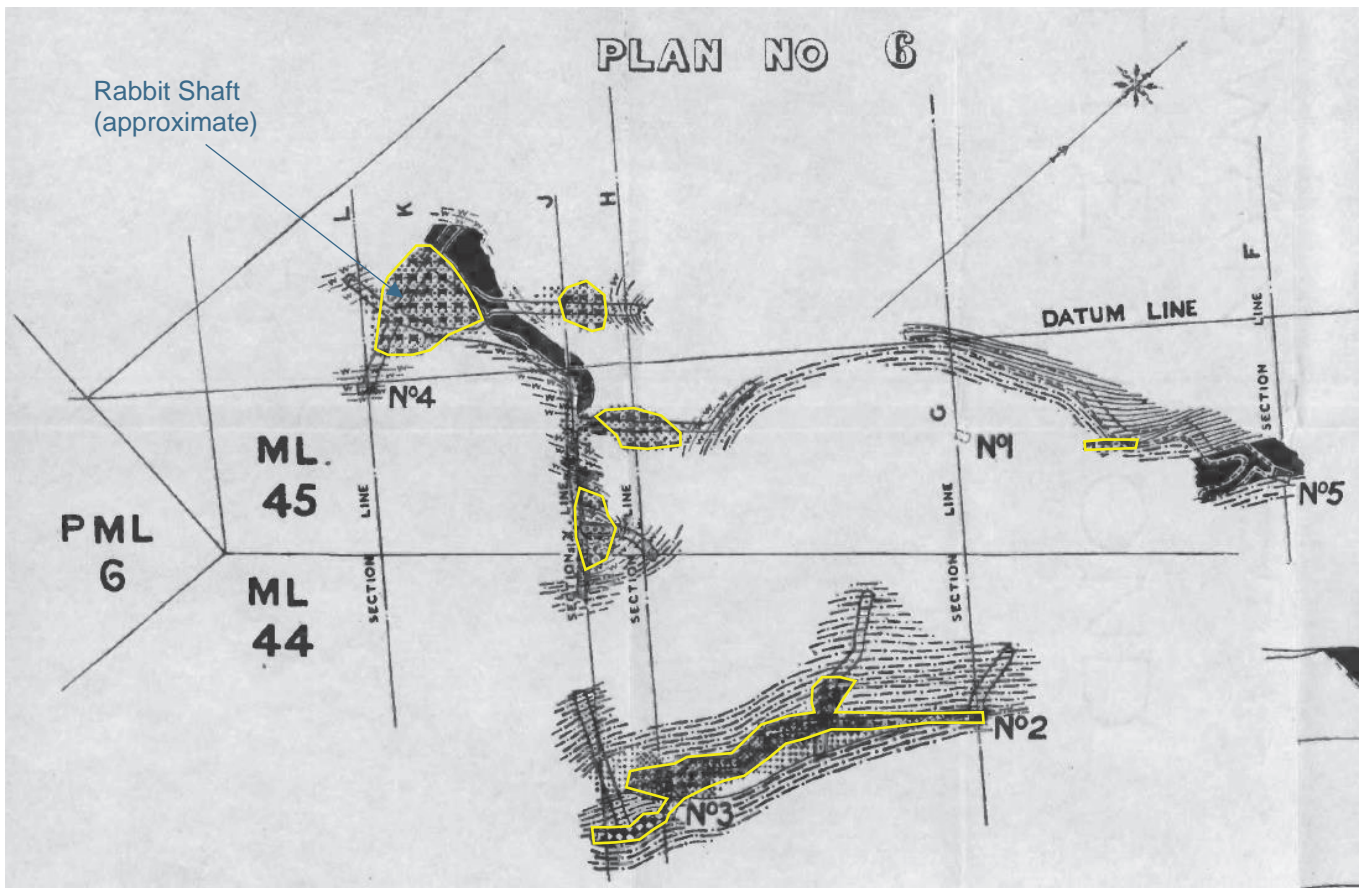 PLAN NO 6
Rabbit Shaft
(approximate)
L
K
J
H
F
DATUM LINE
SECTION LINE
Nº4
G
Nº1
Nº5
ML
45
PML
6
ML
44
SECTION LINE
SECTION LINE
SECTION LINE
SECTION LINE
Nº2
Nº3